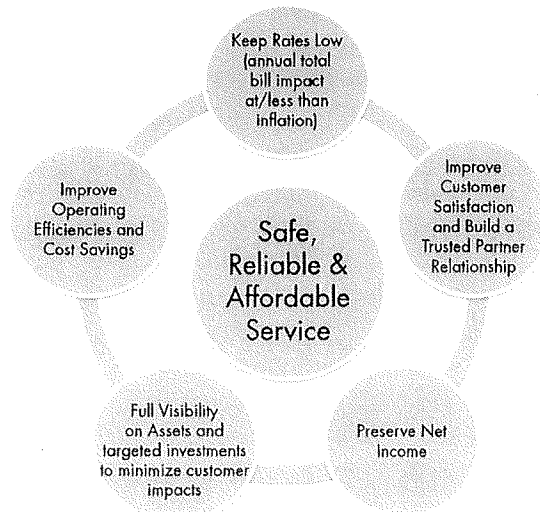 Keep Rates Low
(annual total
bill impact
at/less than
inflation)
Improve
Customer
Satisfaction
and Build a
Trusted Partner
Relationship
Preserve Net
Income
Full Visibility
on Assets and
targeted investments
to minimize customer
impacts
Improve
Operating
Efficiencies and
Cost Savings
Safe,
Reliable &
Affordable
Service